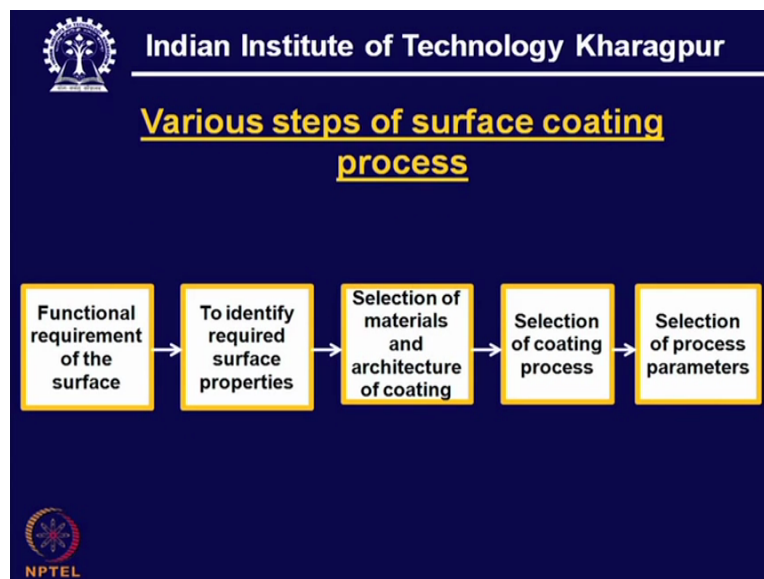 Indian Institute of Technology Kharagpur
Various steps of surface coating
process
Functional
requirement
of the
surface
To identify
required
surface
properties
Selection of
materials
and
architecture
of coating
Selection
of coating
process
Selection
of process
parameters
NPTEL